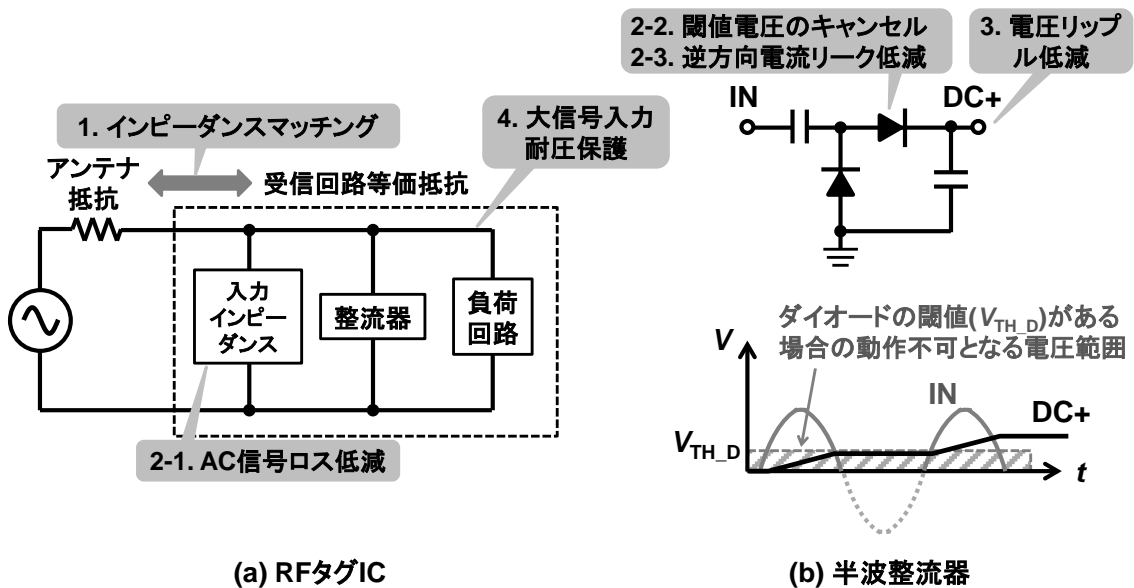 1. インピーダンスマッチング
アンテナ
抵抗
受信回路等価抵抗
4. 大信号入力
耐圧保護
入力
インピー
ダンス
整流器
負荷
回路
2-1. AC信号ロス低減
(a) RFタグIC
2-2. 閾値電圧のキャンセル
2-3. 逆方向電流リーク低減
3. 電圧リップ
ル低減
IN
DC+
ダイオードの閾値(VTH_D)がある
場合の動作不可となる電圧範囲
V
IN
DC+
VTH_D
t
(b) 半波整流器